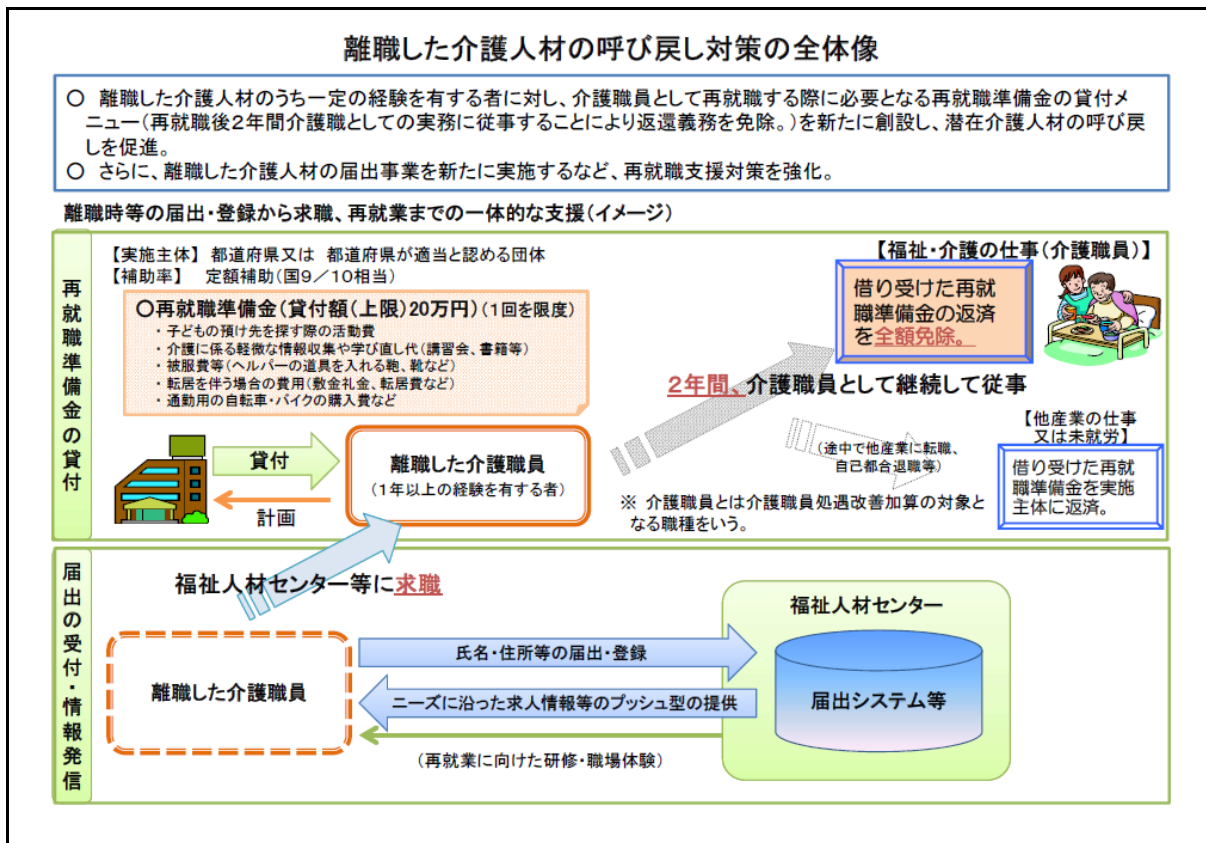 離職した介護人材の呼び戻し対策の全体像
○ 離職した介護人材のうち一定の経験を有する者に対し、介護職員として再就職する際に必要となる再就職準備金の貸付メ
ニュー(再就職後2年間介護職としての実務に従事することにより返還義務を免除。)を新たに創設し、潜在介護人材の呼び戻
しを促進。
○ さらに、離職した介護人材の届出事業を新たに実施するなど、再就職支援対策を強化。
離職時等の届出・登録から求職、再就業までの一体的な支援(イメージ)
再就職準備金の貸付
【実施主体】 都道府県又は 都道府県が適当と認める団体
【補助率】 定額補助(国9/10相当)
○再就職準備金(貸付額(上限)20万円)(1回を限度)
・子どもの預け先を探す際の活動費
・介護に係る軽微な情報収集や学び直し代(講習会、書籍等)
・被服費等(ヘルパーの道具を入れる鞄、靴など)
・転居を伴う場合の費用(敷金礼金、転居費など)
・通勤用の自転車・バイクの購入費など
【福祉・介護の仕事(介護職員)】
借り受けた再就
職準備金の返済
を全額免除。
2年間、介護職員として継続して従事
貸付
計画
離職した介護職員
(1年以上の経験を有する者)
(途中で他産業に転職、
自己都合退職等)
【他産業の仕事
又は未就労】
借り受けた再就
職準備金を実施
主体に返済。
※ 介護職員とは介護職員処遇改善加算の対象と
なる職種をいう。
届出の受付・情報発信
福祉人材センター等に求職
離職した介護職員
氏名・住所等の届出・登録
ニーズに沿った求人情報等のプッシュ型の提供
(再就業に向けた研修・職場体験)
福祉人材センター
届出システム等